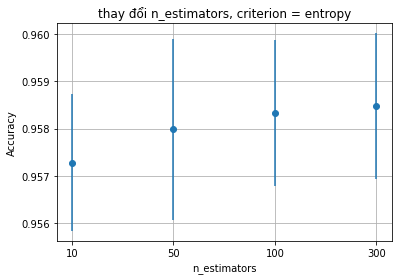 thay đổi n_estimators, criterion = entropy
0.960
0.959
0.958
0.957
0.956
Accuracy
10 50 100 300
n_estimators